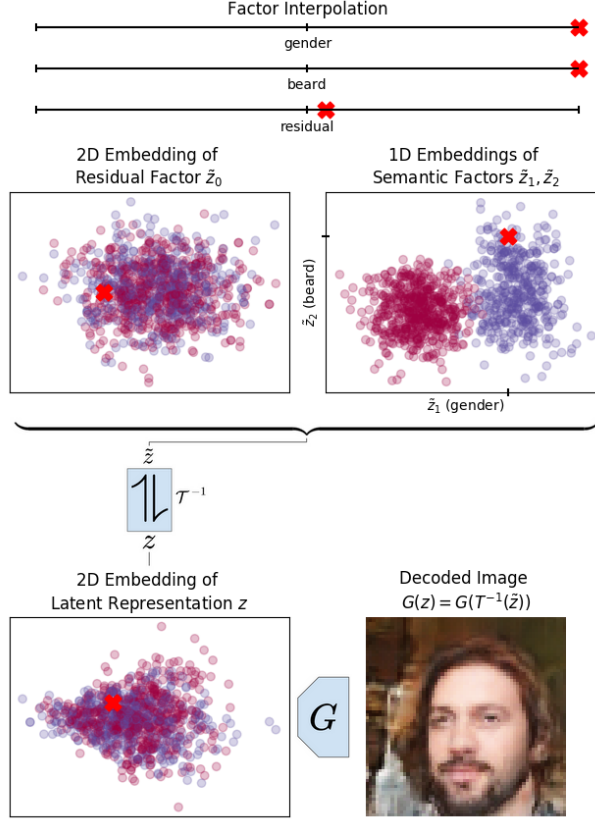 Factor Interpolation
gender
beard
residual
2D Embedding of
Residual Factor z̃₀
1D Embeddings of
Semantic Factors z̃₁, z̃₂
z̃₂ (beard)
z̃₁ (gender)
z̃
𝒯⁻¹
z
2D Embedding of
Latent Representation z
Decoded Image
G(z) = G(T⁻¹(z̃))
G